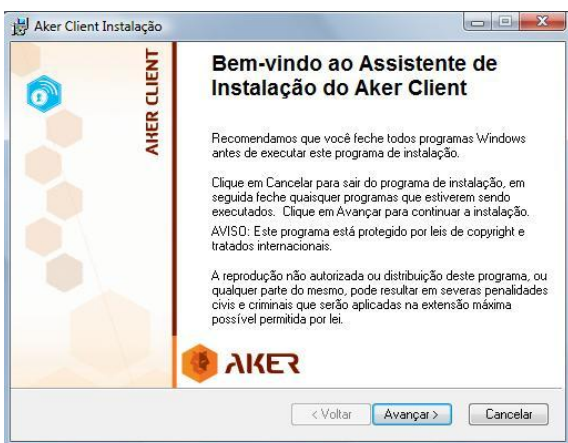 Aker Client Instalação
AKER CLIENT
Bem-vindo ao Assistente de
Instalação do Aker Client
Recomendamos que você feche todos programas Windows
antes de executar este programa de instalação.
Clique em Cancelar para sair do programa de instalação, em
seguida feche quaisquer programas que estiverem sendo
executados. Clique em Avançar para continuar a instalação.
AVISO: Este programa está protegido por leis de copyright e
tratados internacionais.
A reprodução não autorizada ou distribuição deste programa, ou
qualquer parte do mesmo, pode resultar em severas penalidades
civis e criminais que serão aplicadas na extensão máxima
possível permitida por lei.
AKER
< Voltar
Avançar >
Cancelar